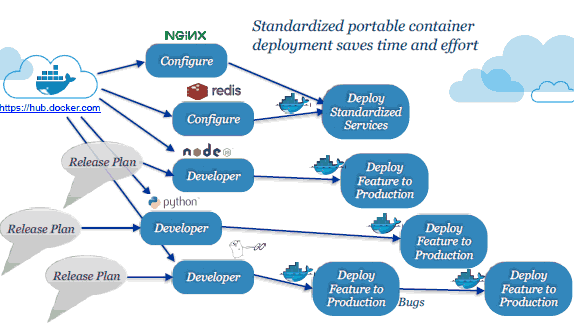 Standardized portable container
deployment saves time and effort
NGINX
Configure
https://hub.docker.com
redis
Configure
Deploy
Standardized
Services
node
JS
Release Plan
Developer
Deploy
Feature to
Production
python
Release Plan
Developer
Deploy
Feature to
Production
Release Plan
Developer
Deploy
Feature to
Production
Bugs
Deploy
Feature to
Production